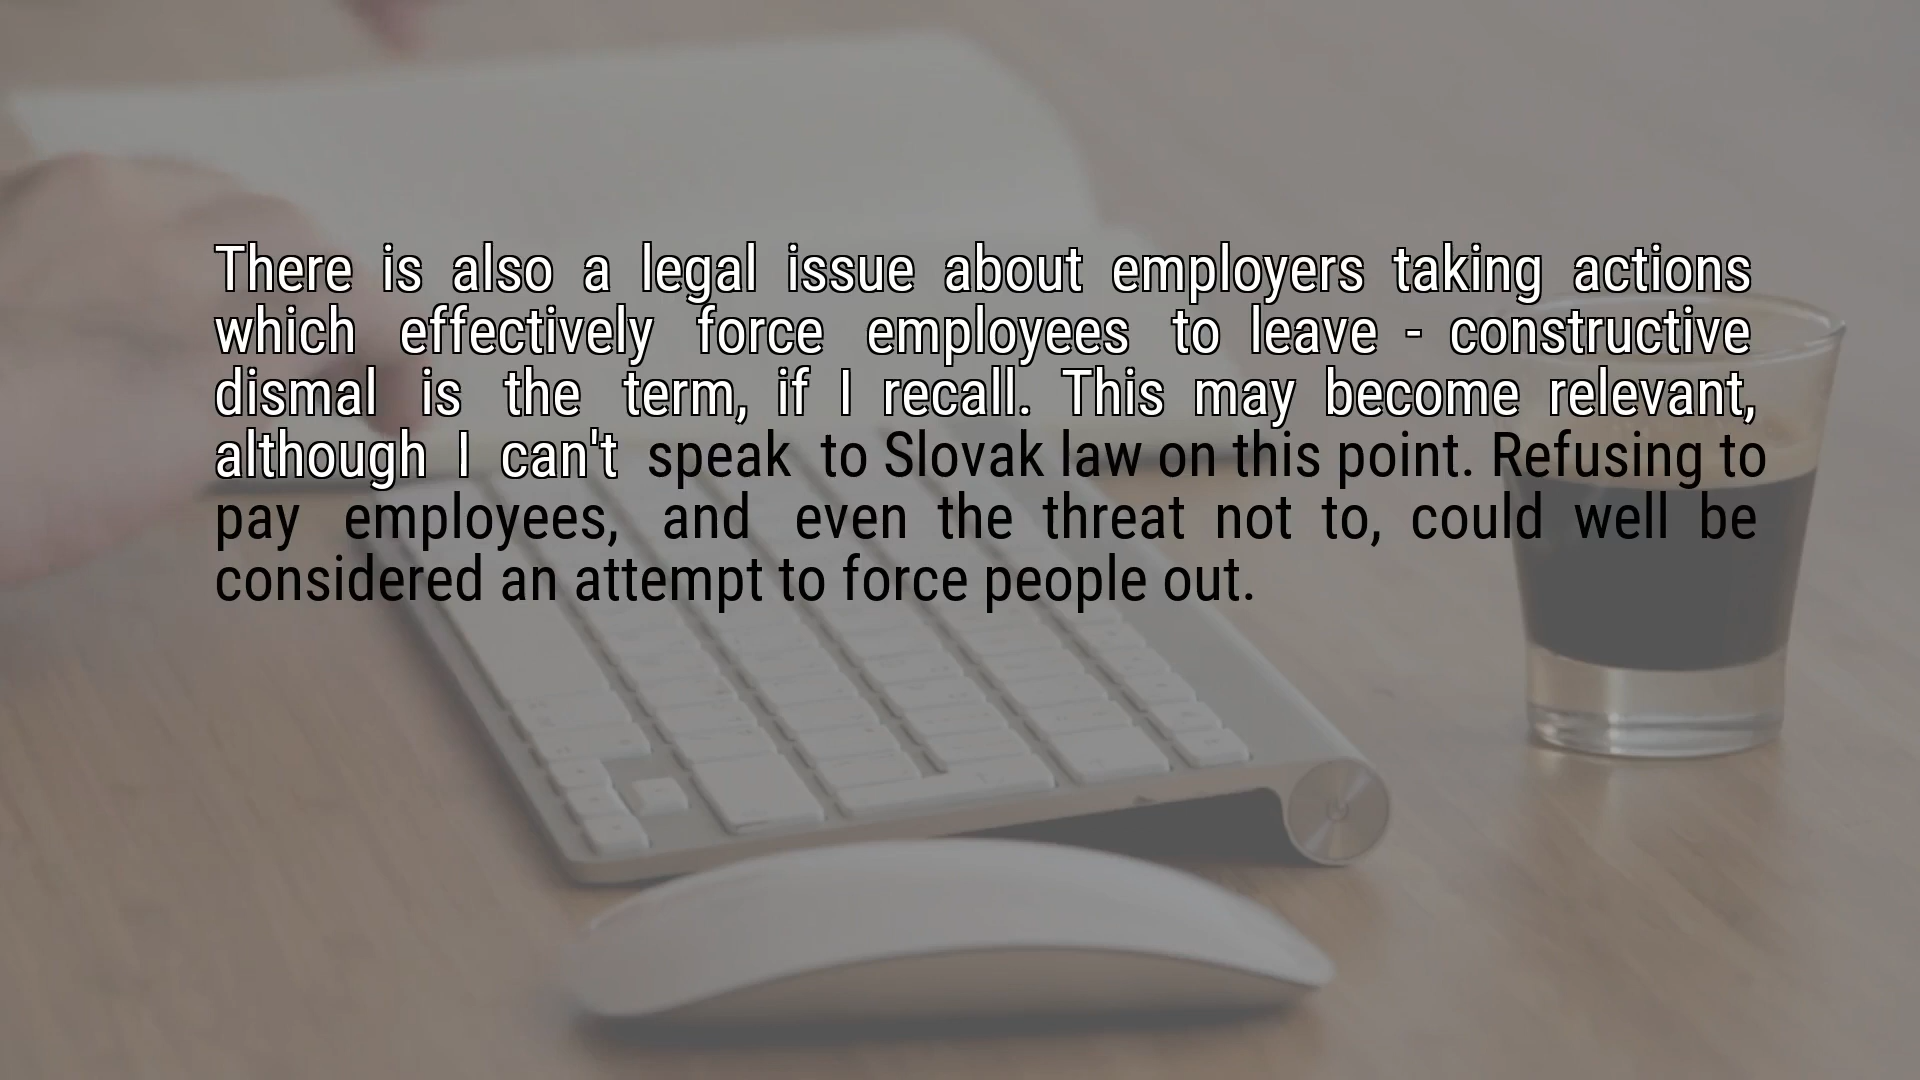 There is also a legal issue about employers taking actions
which effectively force employees to leave - constructive
dismal is the term, if I recall. This may become relevant,
although I can't speak to Slovak law on this point. Refusing to
pay employees, and even the threat not to, could well be
considered an attempt to force people out.